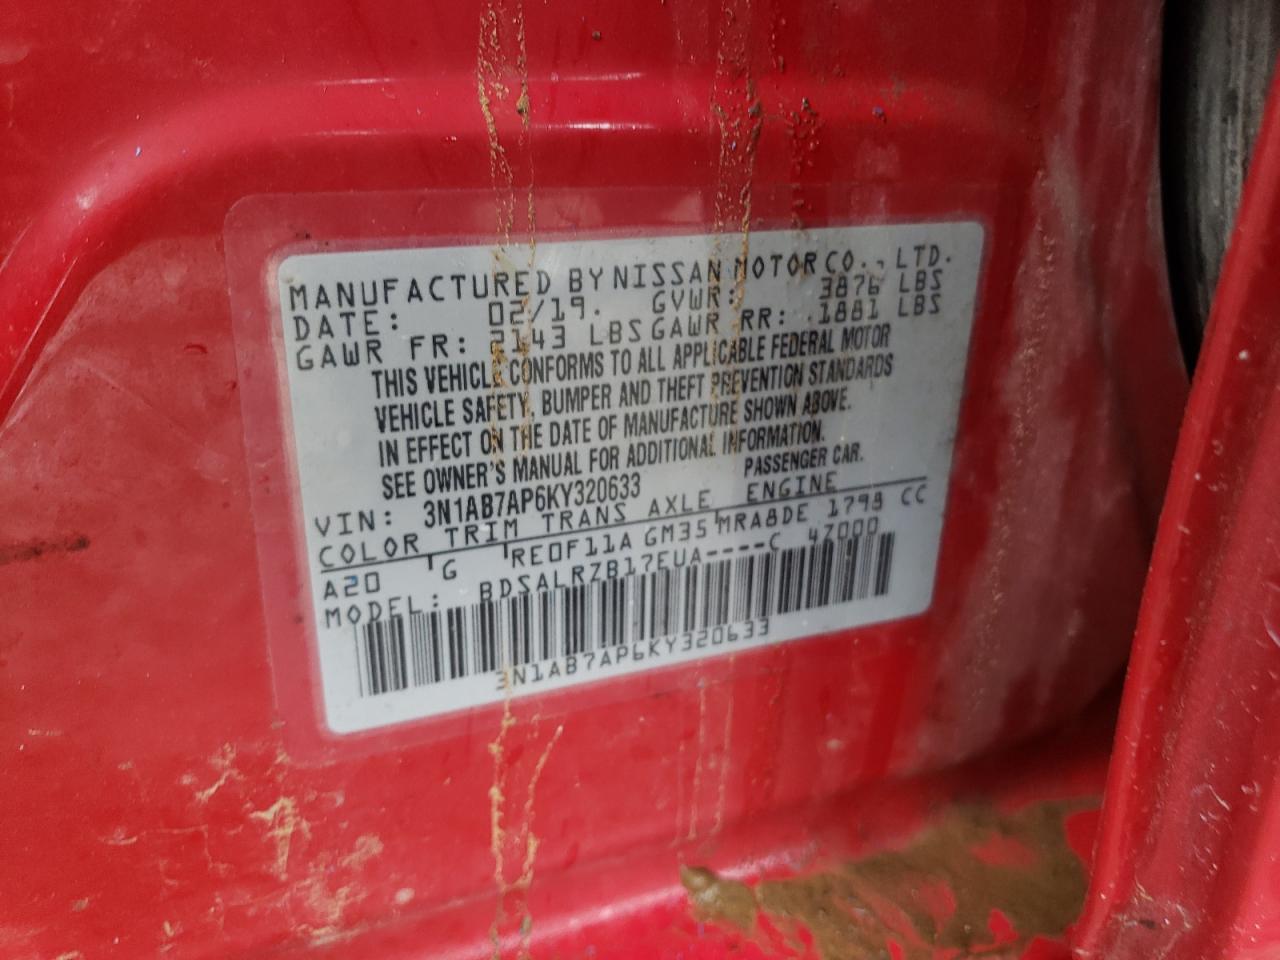 MANUFACTURED BY NISSAN MOTOR CO., LTD.
DATE: 02/19. GVWR: 3876 LBS
GAWR FR: 2143 LBS GAWR RR: 1881 LBS
THIS VEHICLE CONFORMS TO ALL APPLICABLE FEDERAL MOTOR
VEHICLE SAFETY, BUMPER AND THEFT PREVENTION STANDARDS
IN EFFECT ON THE DATE OF MANUFACTURE SHOWN ABOVE.
SEE OWNER'S MANUAL FOR ADDITIONAL INFORMATION.
VIN: 3N1AB7AP6KY320633 PASSENGER CAR.
COLOR TRIM TRANS AXLE ENGINE
A20 G RE0F11A GM35 MRA8DE 1798 CC
MODEL: BDSALRZB17EUA----C 47000
3N1AB7AP6KY320633